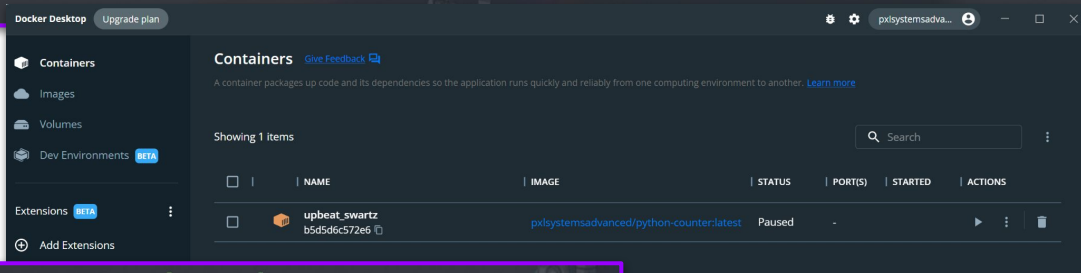 Docker Desktop Upgrade plan pxlsystemsadva...
Containers
Images
Volumes
Dev Environments BETA
Extensions BETA
Add Extensions
Containers Give Feedback
A container packages up code and its dependencies so the application runs quickly and reliably from one computing environment to another. Learn more
Showing 1 items Search
NAME IMAGE STATUS PORT(S) STARTED ACTIONS
upbeat_swartz pxlsystemsadvanced/python-counter:latest Paused -
b5d5d6c572e6